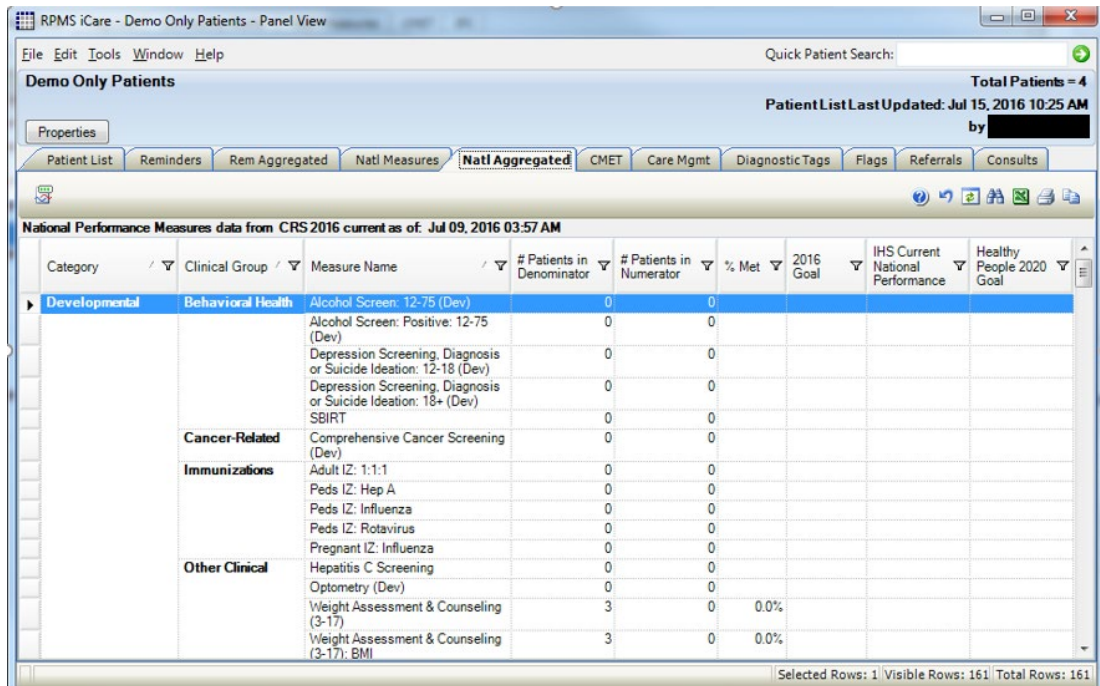 RPMS iCare - Demo Only Patients - Panel View
File Edit Tools Window Help
Quick Patient Search:
Demo Only Patients
Total Patients = 4
Patient List Last Updated: Jul 15, 2016 10:25 AM
by
Properties
Patient List Reminders Rem Aggregated Natl Measures Natl Aggregated CMET Care Mgmt Diagnostic Tags Flags Referrals Consults
National Performance Measures data from CRS 2016 current as of: Jul 09, 2016 03:57 AM
Category Clinical Group Measure Name # Patients in Denominator # Patients in Numerator % Met 2016 Goal IHS Current National Performance Healthy People 2020 Goal
Developmental Behavioral Health Alcohol Screen: 12-75 (Dev) 0 0
Alcohol Screen: Positive: 12-75 (Dev) 0 0
Depression Screening, Diagnosis or Suicide Ideation: 12-18 (Dev) 0 0
Depression Screening, Diagnosis or Suicide Ideation: 18+ (Dev) 0 0
SBIRT 0 0
Cancer-Related Comprehensive Cancer Screening (Dev) 0 0
Immunizations Adult IZ: 1:1:1 0 0
Peds IZ: Hep A 0 0
Peds IZ: Influenza 0 0
Peds IZ: Rotavirus 0 0
Pregnant IZ: Influenza 0 0
Other Clinical Hepatitis C Screening 0 0
Optometry (Dev) 0 0
Weight Assessment & Counseling (3-17) 3 0 0.0%
Weight Assessment & Counseling (3-17): BMI 3 0 0.0%
Selected Rows: 1 Visible Rows: 161 Total Rows: 161